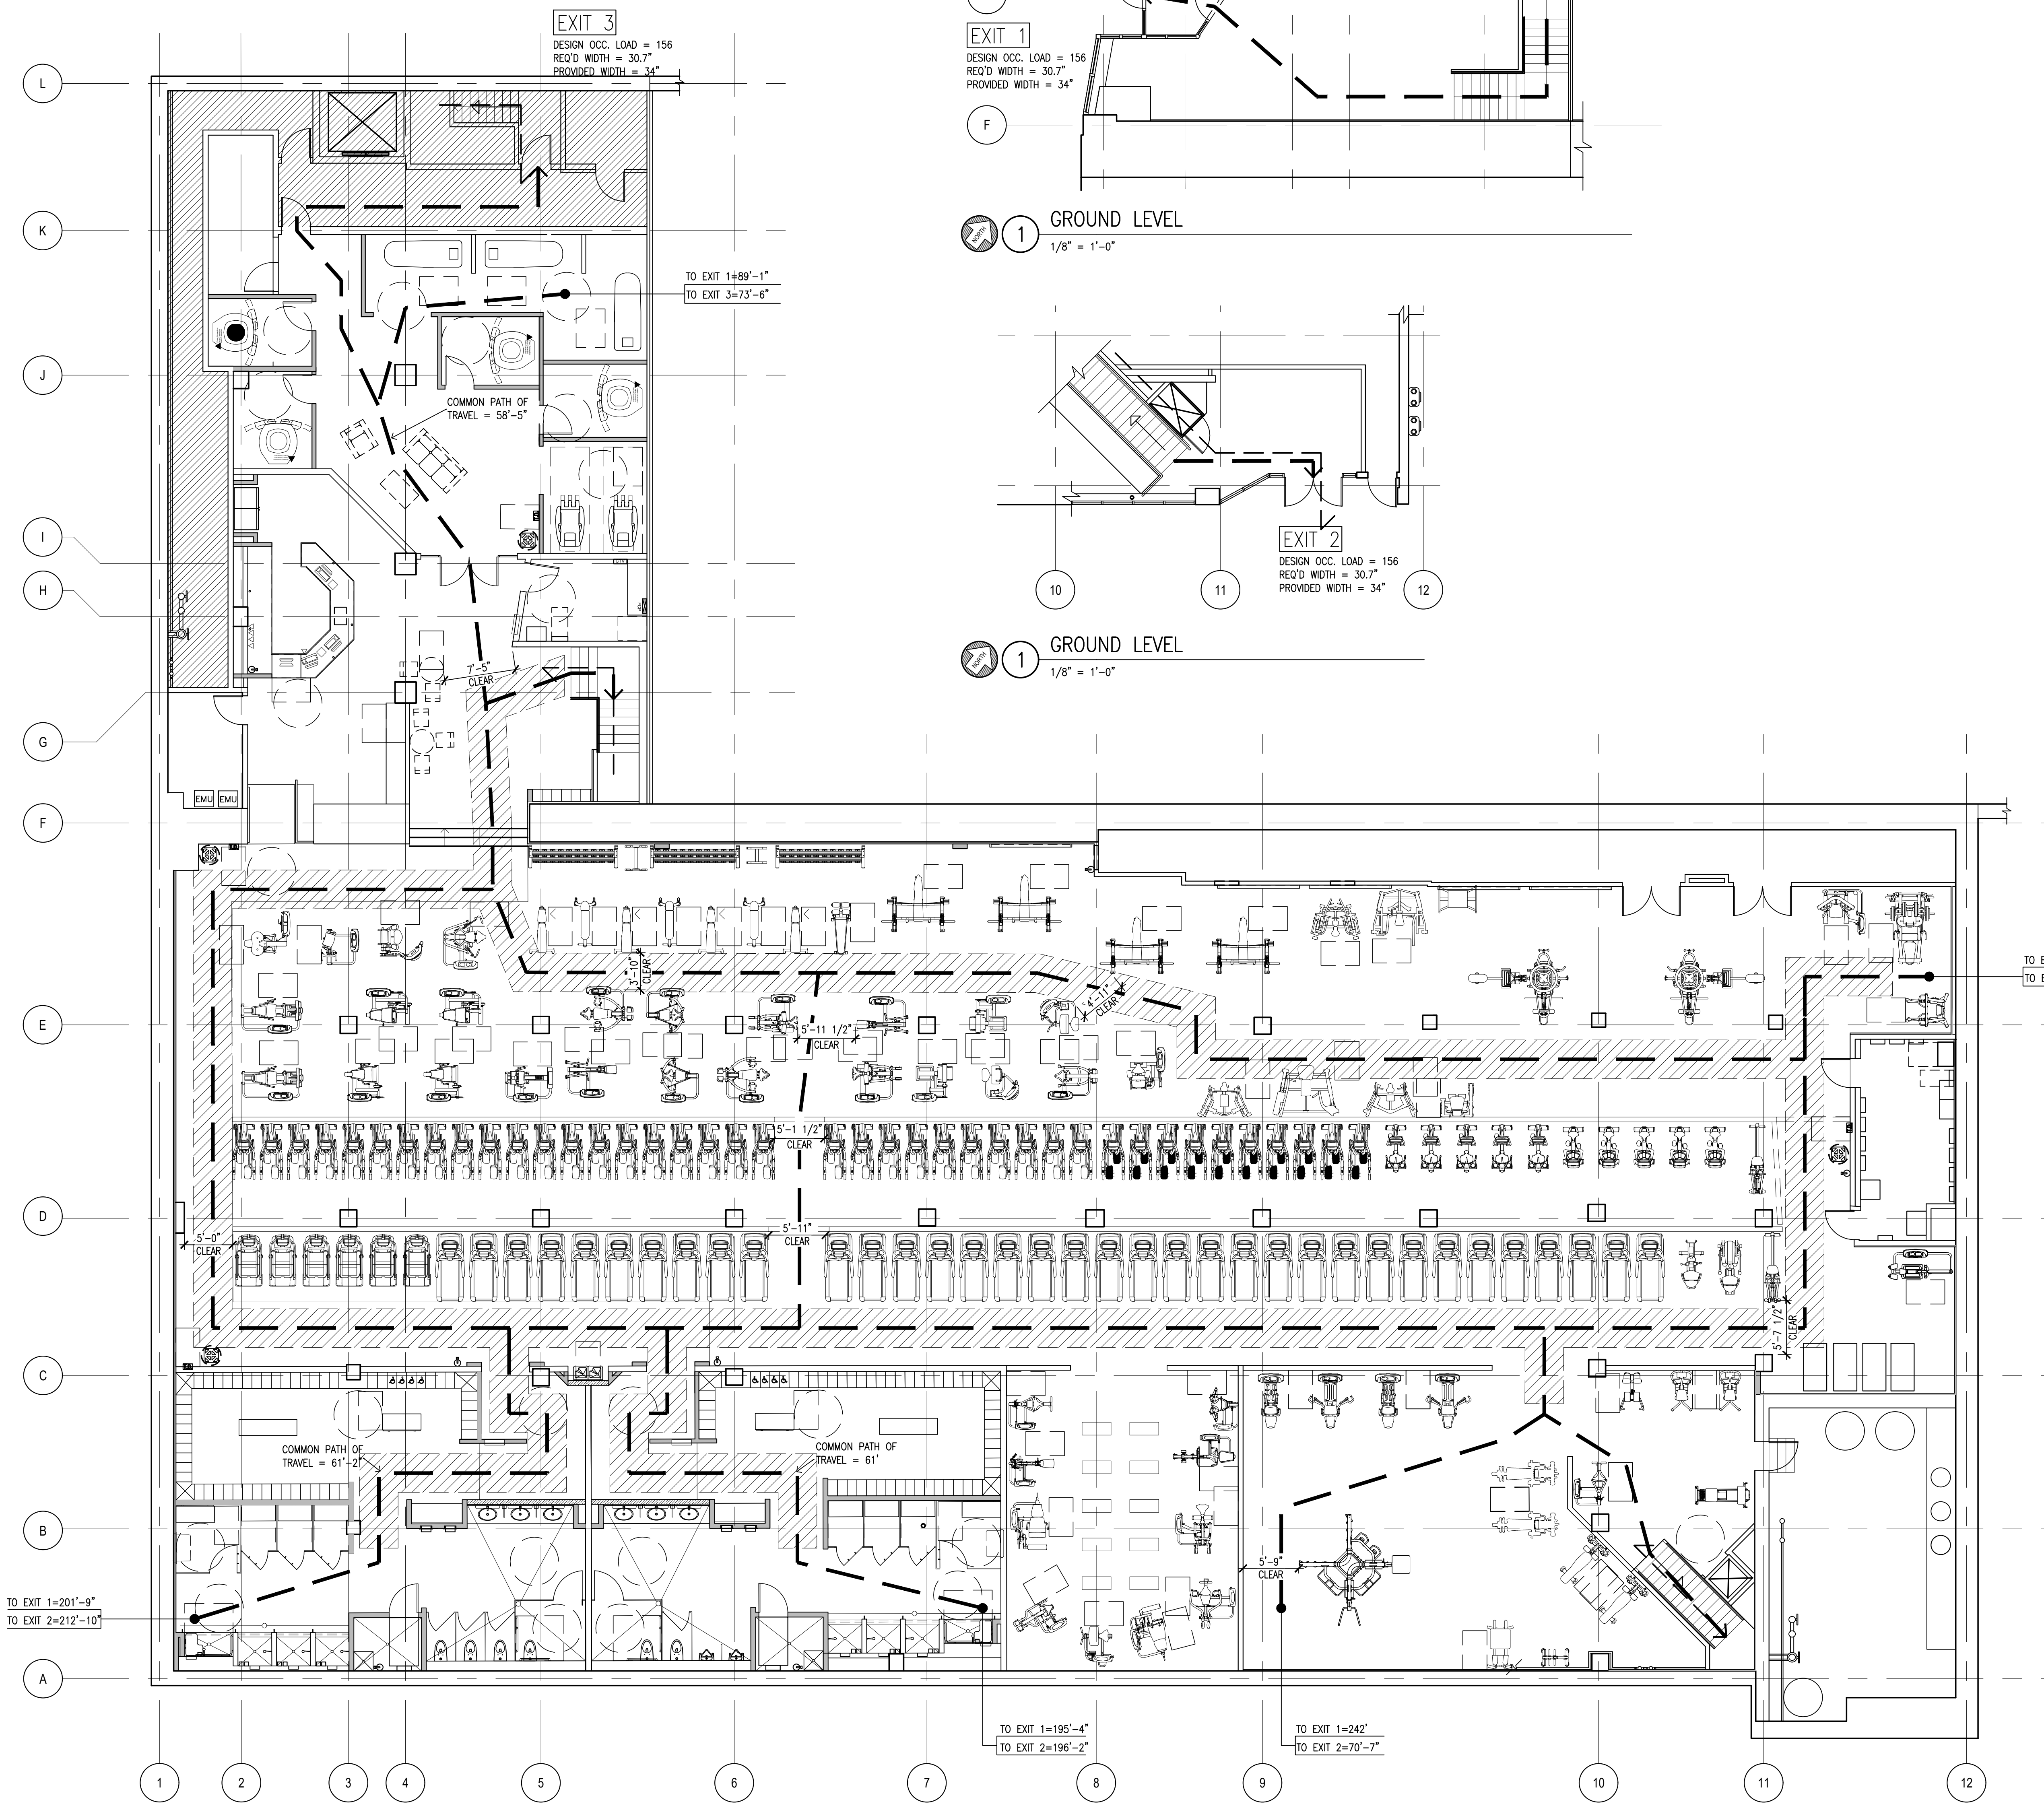 EXIT 3
DESIGN OCC. LOAD = 156
REQ'D WIDTH = 30.7"
PROVIDED WIDTH = 34"
EXIT 1
DESIGN OCC. LOAD = 156
REQ'D WIDTH = 30.7"
PROVIDED WIDTH = 34"
F
NORTH
1
GROUND LEVEL
1/8" = 1'-0"
EXIT 2
DESIGN OCC. LOAD = 156
REQ'D WIDTH = 30.7"
PROVIDED WIDTH = 34"
10
11
12
NORTH
1
GROUND LEVEL
1/8" = 1'-0"
L
K
J
I
H
G
F
E
D
C
B
A
TO EXIT 1=89'-1"
TO EXIT 3=73'-6"
COMMON PATH OF
TRAVEL = 58'-5"
7'-5"
CLEAR
EMU
EMU
3'-10"
CLEAR
4'-11"
CLEAR
5'-11 1/2"
CLEAR
5'-1 1/2"
CLEAR
5'-11"
CLEAR
5'-0"
CLEAR
5'-7 1/2"
CLEAR
COMMON PATH OF
TRAVEL = 61'-2"
COMMON PATH OF
TRAVEL = 61'
5'-9"
CLEAR
TO EXIT 1=201'-9"
TO EXIT 2=212'-10"
TO EXIT 1=195'-4"
TO EXIT 2=196'-2"
TO EXIT 1=242'
TO EXIT 2=70'-7"
TO
TO
1
2
3
4
5
6
7
8
9
10
11
12